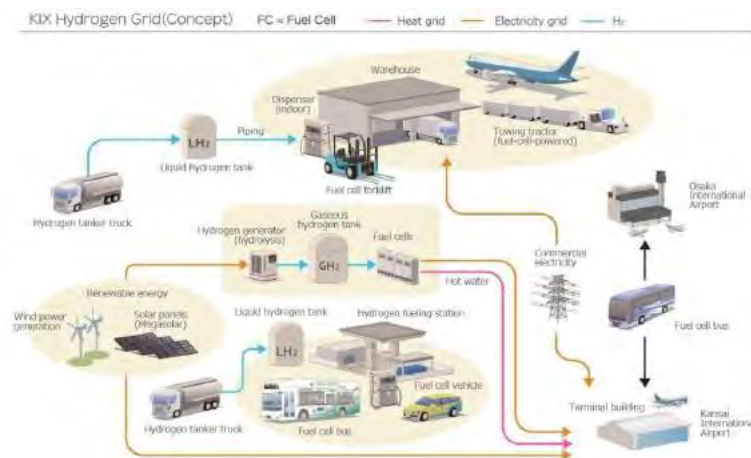 KIX Hydrogen Grid(Concept) FC = Fuel Cell Heat grid Electricity grid H₂
Warehouse
Dispenser
(indoor)
Towing tractor
(fuel-cell-powered)
Piping
LH₂
Liquid hydrogen tank
Fuel cell forklift
Hydrogen tanker truck
Osaka
International
Airport
Gaseous
hydrogen tank
Hydrogen generator
(hydrolysis)
Fuel cells
GH₂
Hot water
Commercial
electricity
Renewable energy
Wind power
generation
Solar panels
(Megasolar)
Liquid hydrogen tank
Hydrogen fueling station
LH₂
Fuel cell bus
Fuel cell vehicle
Hydrogen tanker truck
Fuel cell bus
Terminal building
Kansai
International
Airport